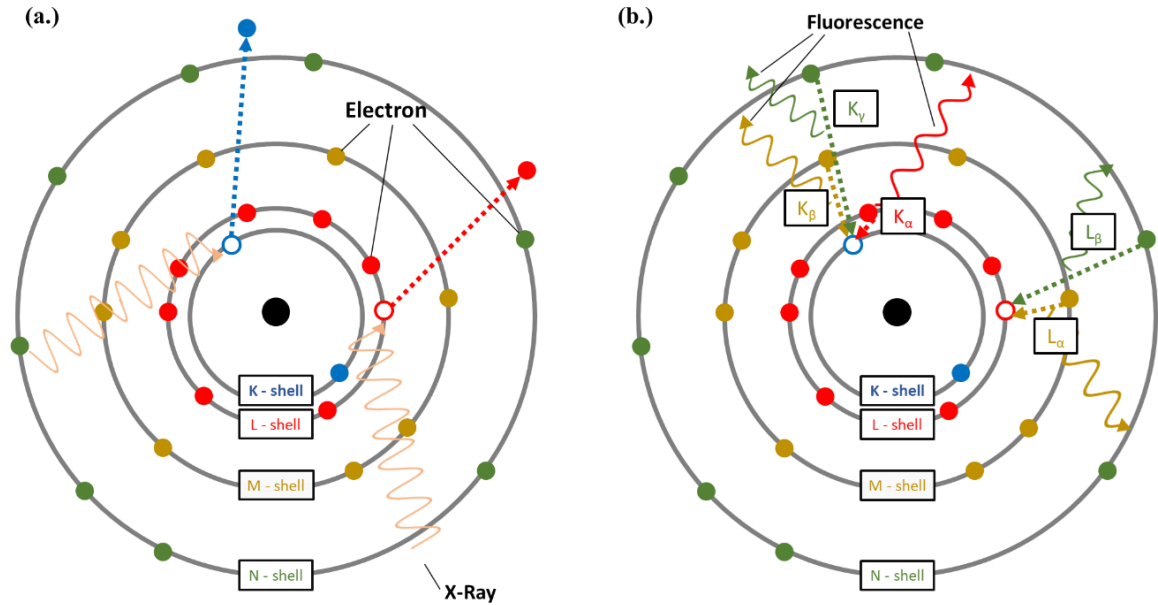 (a.)
Electron
K - shell
L - shell
M - shell
N - shell
X-Ray
(b.)
Fluorescence
Kγ
Kβ
Kα
Lβ
Lα
K - shell
L - shell
M - shell
N - shell